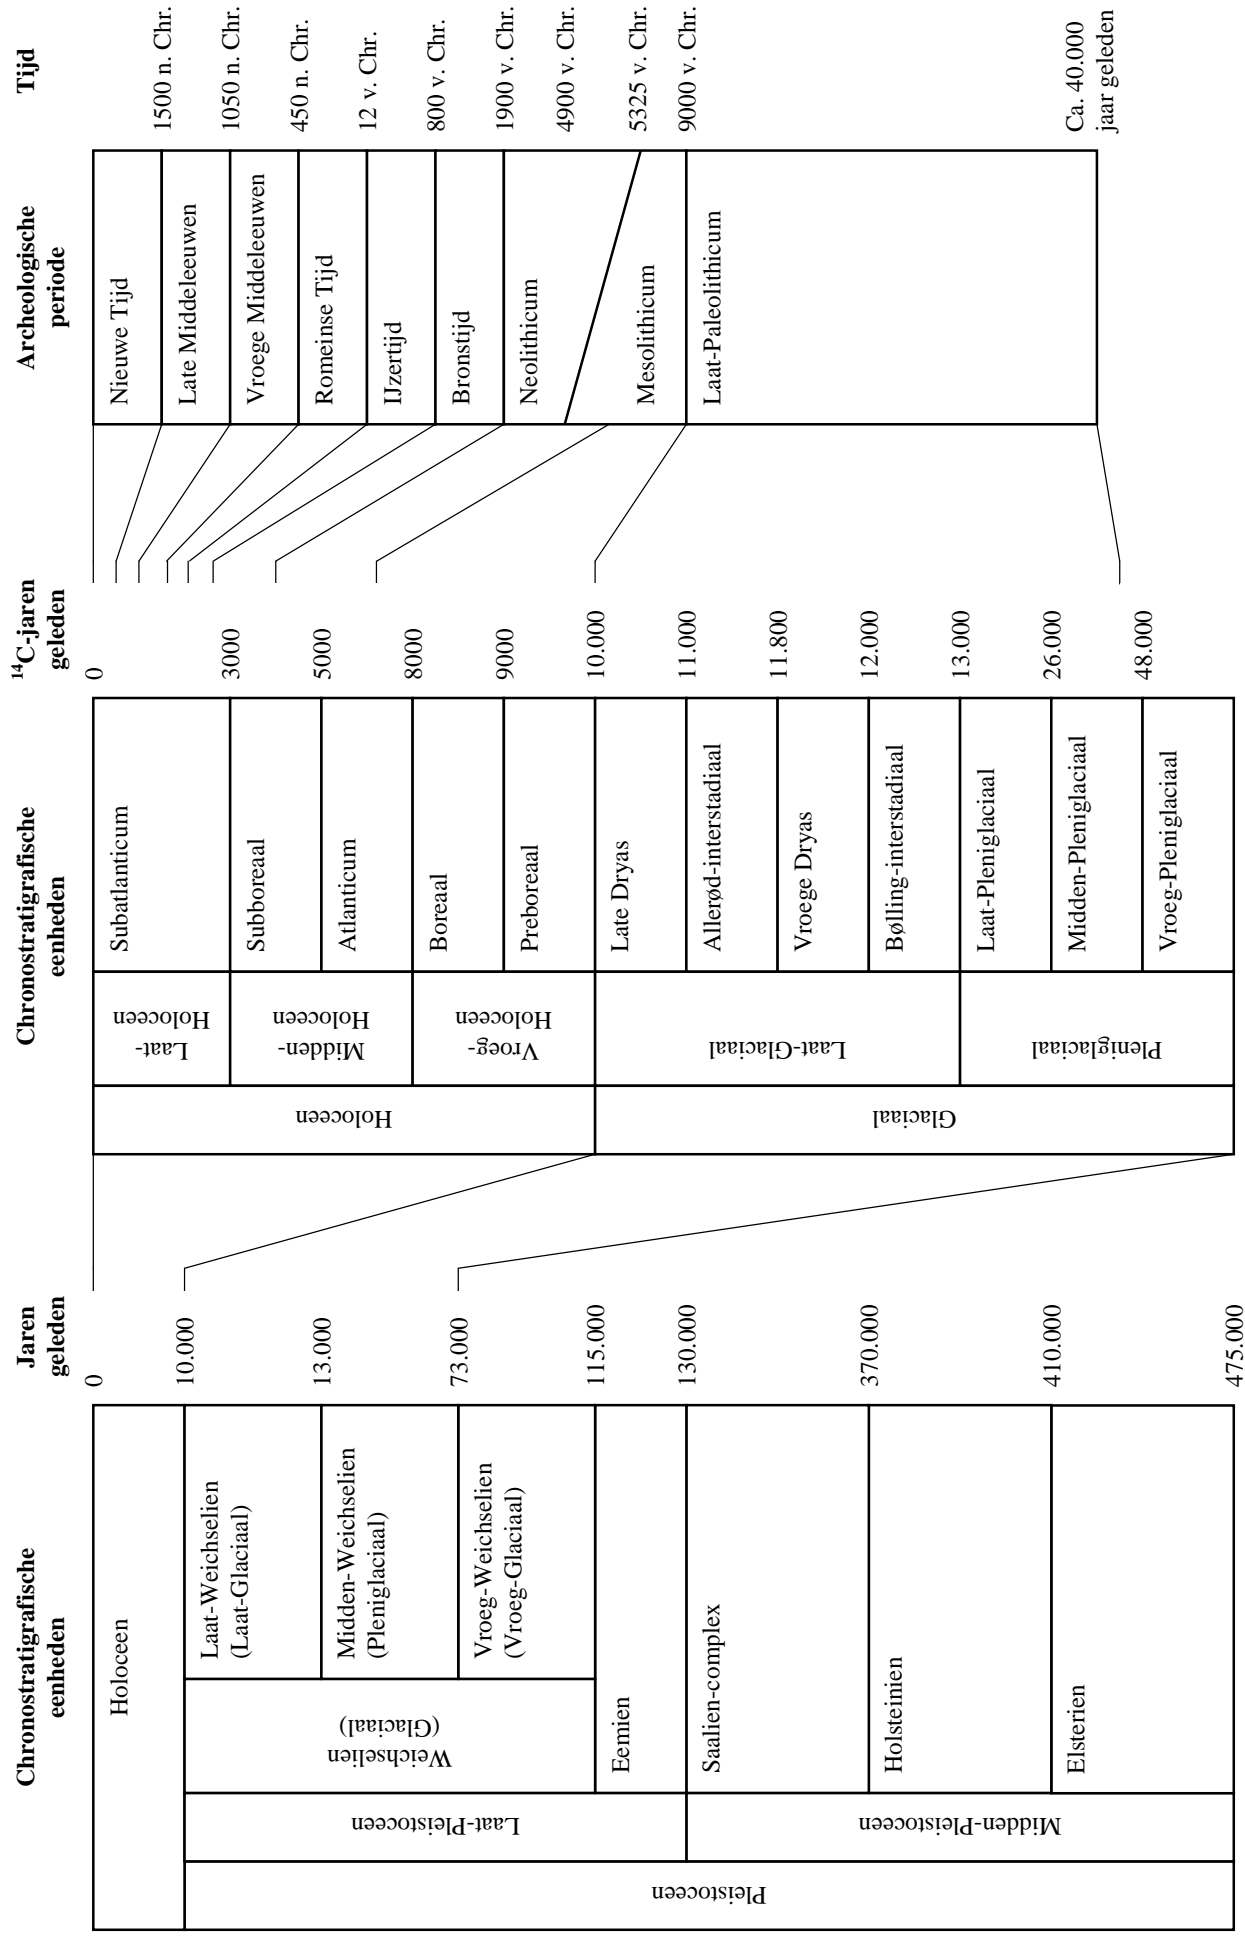 Chronostratigrafische
eenheden
Jaren
geleden
Chronostratigrafische
eenheden
14C-jaren
geleden
Archeologische
periode
Tijd
Holoceen
Pleistoceen
Laat-Pleistoceen
Midden-Pleistoceen
Weichselien
(Glaciaal)
Laat-Weichselien
(Laat-Glaciaal)
Midden-Weichselien
(Pleniglaciaal)
Vroeg-Weichselien
(Vroeg-Glaciaal)
Eemien
Saalien-complex
Holsteinien
Elsterien
0
10.000
13.000
73.000
115.000
130.000
370.000
410.000
475.000
Holoceen
Glaciaal
Laat-
Holoceen
Midden-
Holoceen
Vroeg-
Holoceen
Laat-Glaciaal
Pleniglaciaal
Subatlanticum
Subboreaal
Atlanticum
Boreaal
Preboreaal
Late Dryas
Allerød-interstadiaal
Vroege Dryas
Bølling-interstadiaal
Laat-Pleniglaciaal
Midden-Pleniglaciaal
Vroeg-Pleniglaciaal
0
3000
5000
8000
9000
10.000
11.000
11.800
12.000
13.000
26.000
48.000
Nieuwe Tijd
Late Middeleeuwen
Vroege Middeleeuwen
Romeinse Tijd
IJzertijd
Bronstijd
Neolithicum
Mesolithicum
Laat-Paleolithicum
1500 n. Chr.
1050 n. Chr.
450 n. Chr.
12 v. Chr.
800 v. Chr.
1900 v. Chr.
4900 v. Chr.
5325 v. Chr.
9000 v. Chr.
Ca. 40.000
jaar geleden